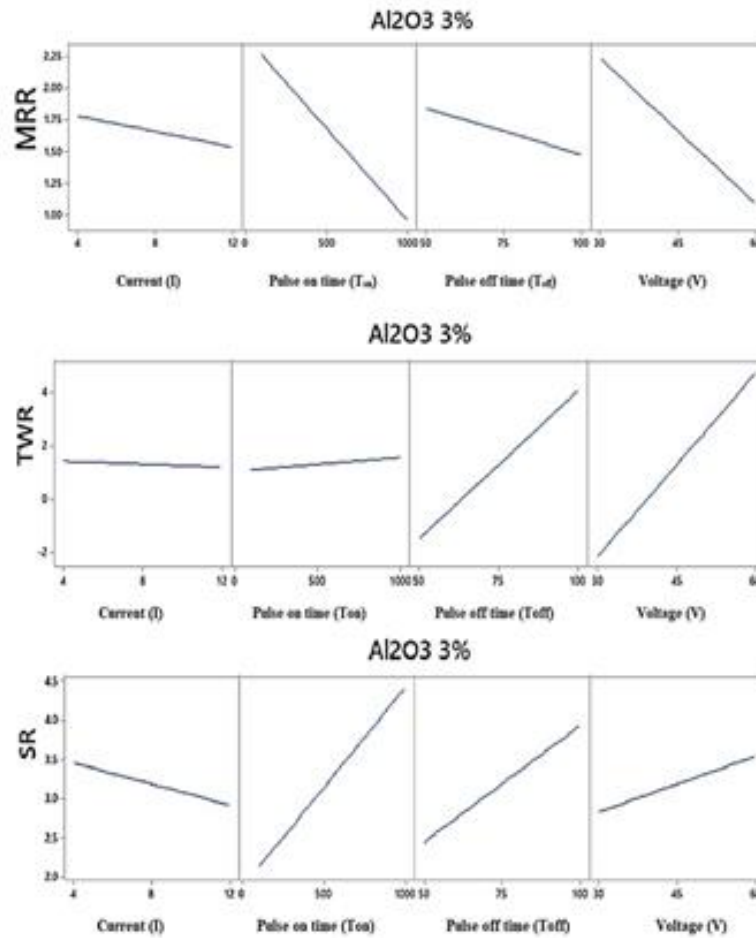 Al2O3 3%
MRR
2.25
2.00
1.75
1.50
1.25
1.00
4 8 12 0 500 1000 50 75 100 30 45 6
Current (I) Pulse on time (Ton) Pulse off time (Toff) Voltage (V)
Al2O3 3%
TWR
4
2
0
-2
4 8 12 0 500 1000 50 75 100 30 45 6
Current (I) Pulse on time (Ton) Pulse off time (Toff) Voltage (V)
Al2O3 3%
SR
4.5
4.0
3.5
3.0
2.5
2.0
4 8 12 0 500 1000 50 75 100 30 45 6
Current (I) Pulse on time (Ton) Pulse off time (Toff) Voltage (V)